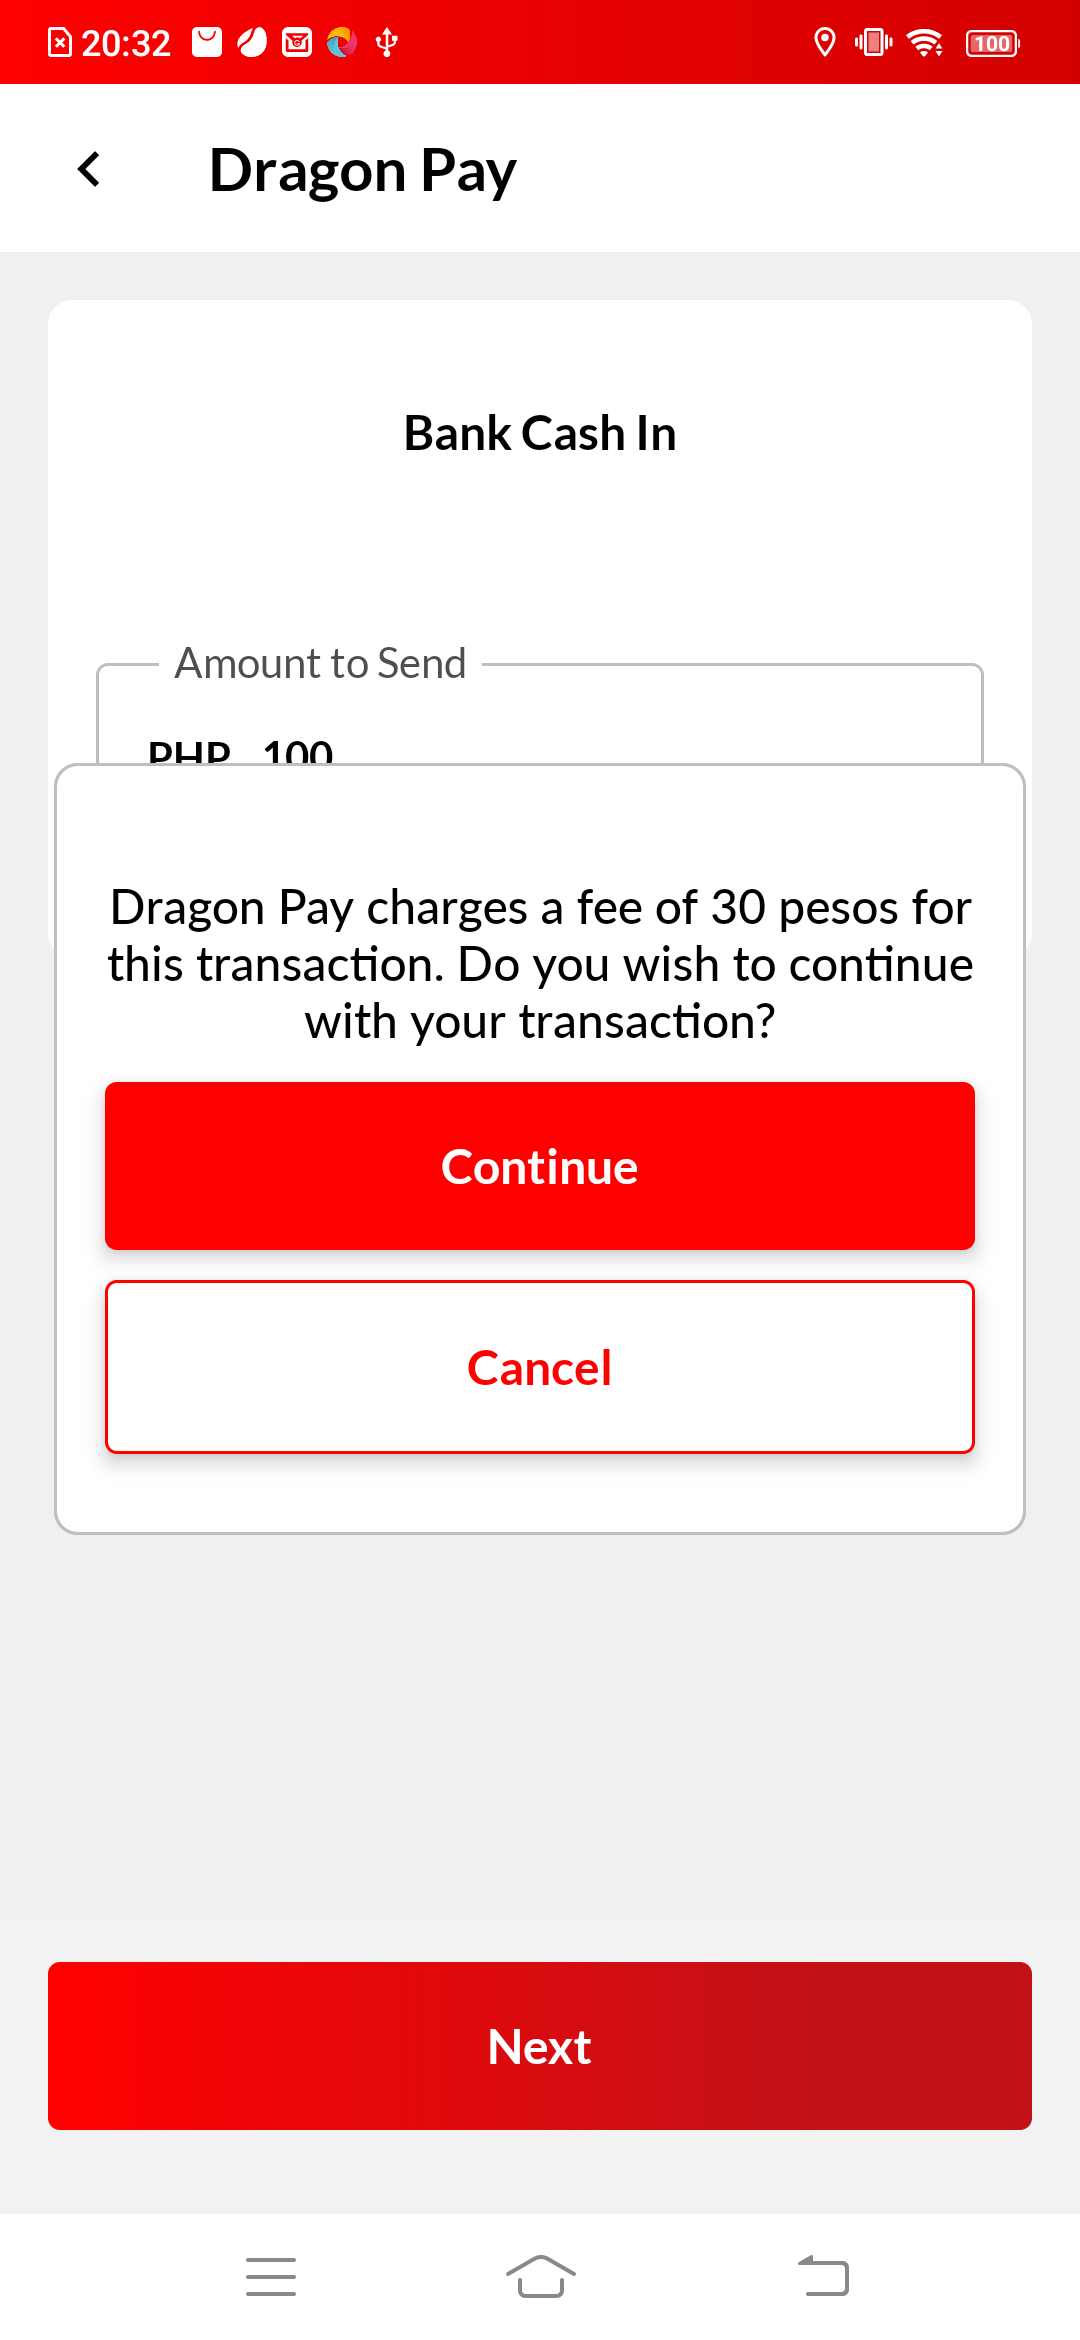 20:32
100
Dragon Pay
Bank Cash In
Amount to Send
PHP 100
Dragon Pay charges a fee of 30 pesos for
this transaction. Do you wish to continue
with your transaction?
Continue
Cancel
Next